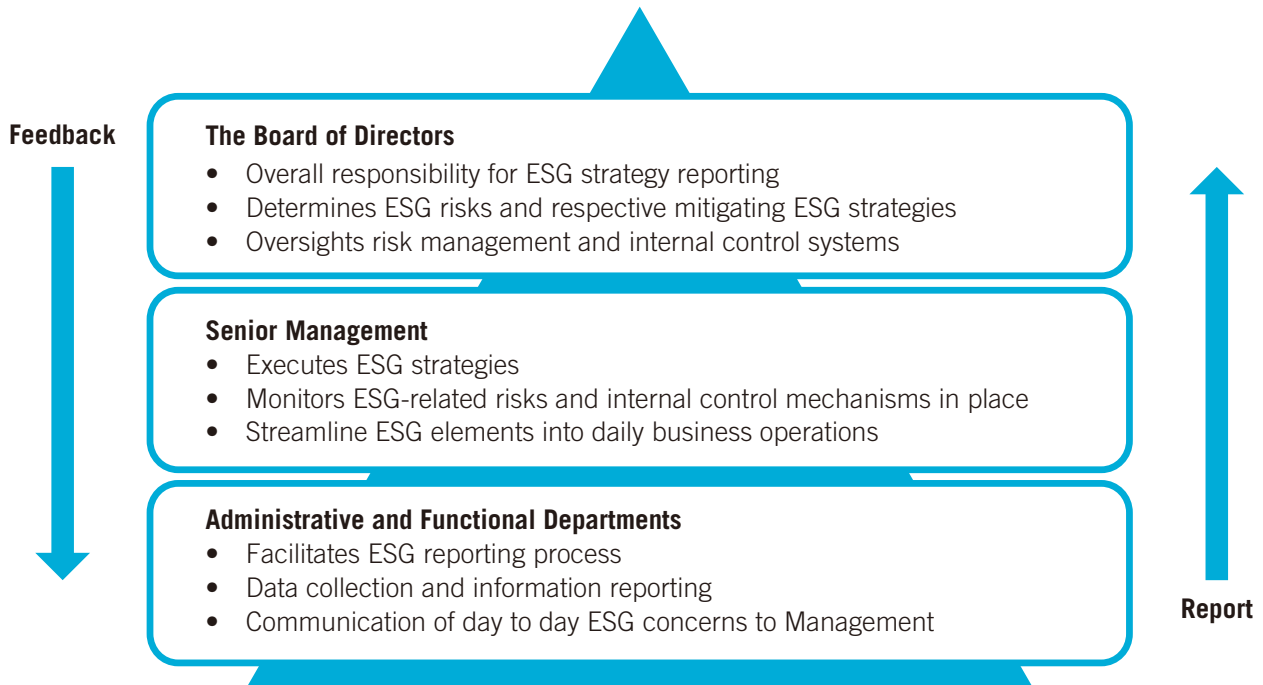 Feedback
The Board of Directors
• Overall responsibility for ESG strategy reporting
• Determines ESG risks and respective mitigating ESG strategies
• Oversights risk management and internal control systems
Senior Management
• Executes ESG strategies
• Monitors ESG-related risks and internal control mechanisms in place
• Streamline ESG elements into daily business operations
Administrative and Functional Departments
• Facilitates ESG reporting process
• Data collection and information reporting
• Communication of day to day ESG concerns to Management
Report